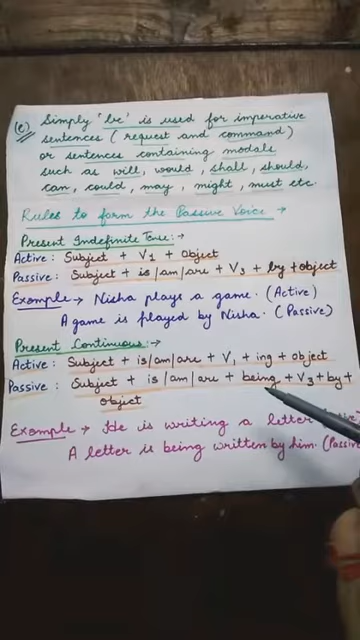 (e) Simply 'be' is used for imperative
sentences (request and command)
or sentences containing modals
such as will, would, shall, should,
can, could, may, might, must etc.
Rules to form the Passive Voice →
Present Indefinite Tense:→
Active: Subject + V1 + Object
Passive: Subject + is/am/are + V3 + by + object
Example → Nisha plays a game. (Active)
A game is played by Nisha. (Passive)
Present Continuous:→
Active: Subject + is/am/are + V1 + ing + object
Passive: Subject + is/am/are + being + V3 + by +
object
Example → He is writing a letter
A letter is being written by him. (Passive